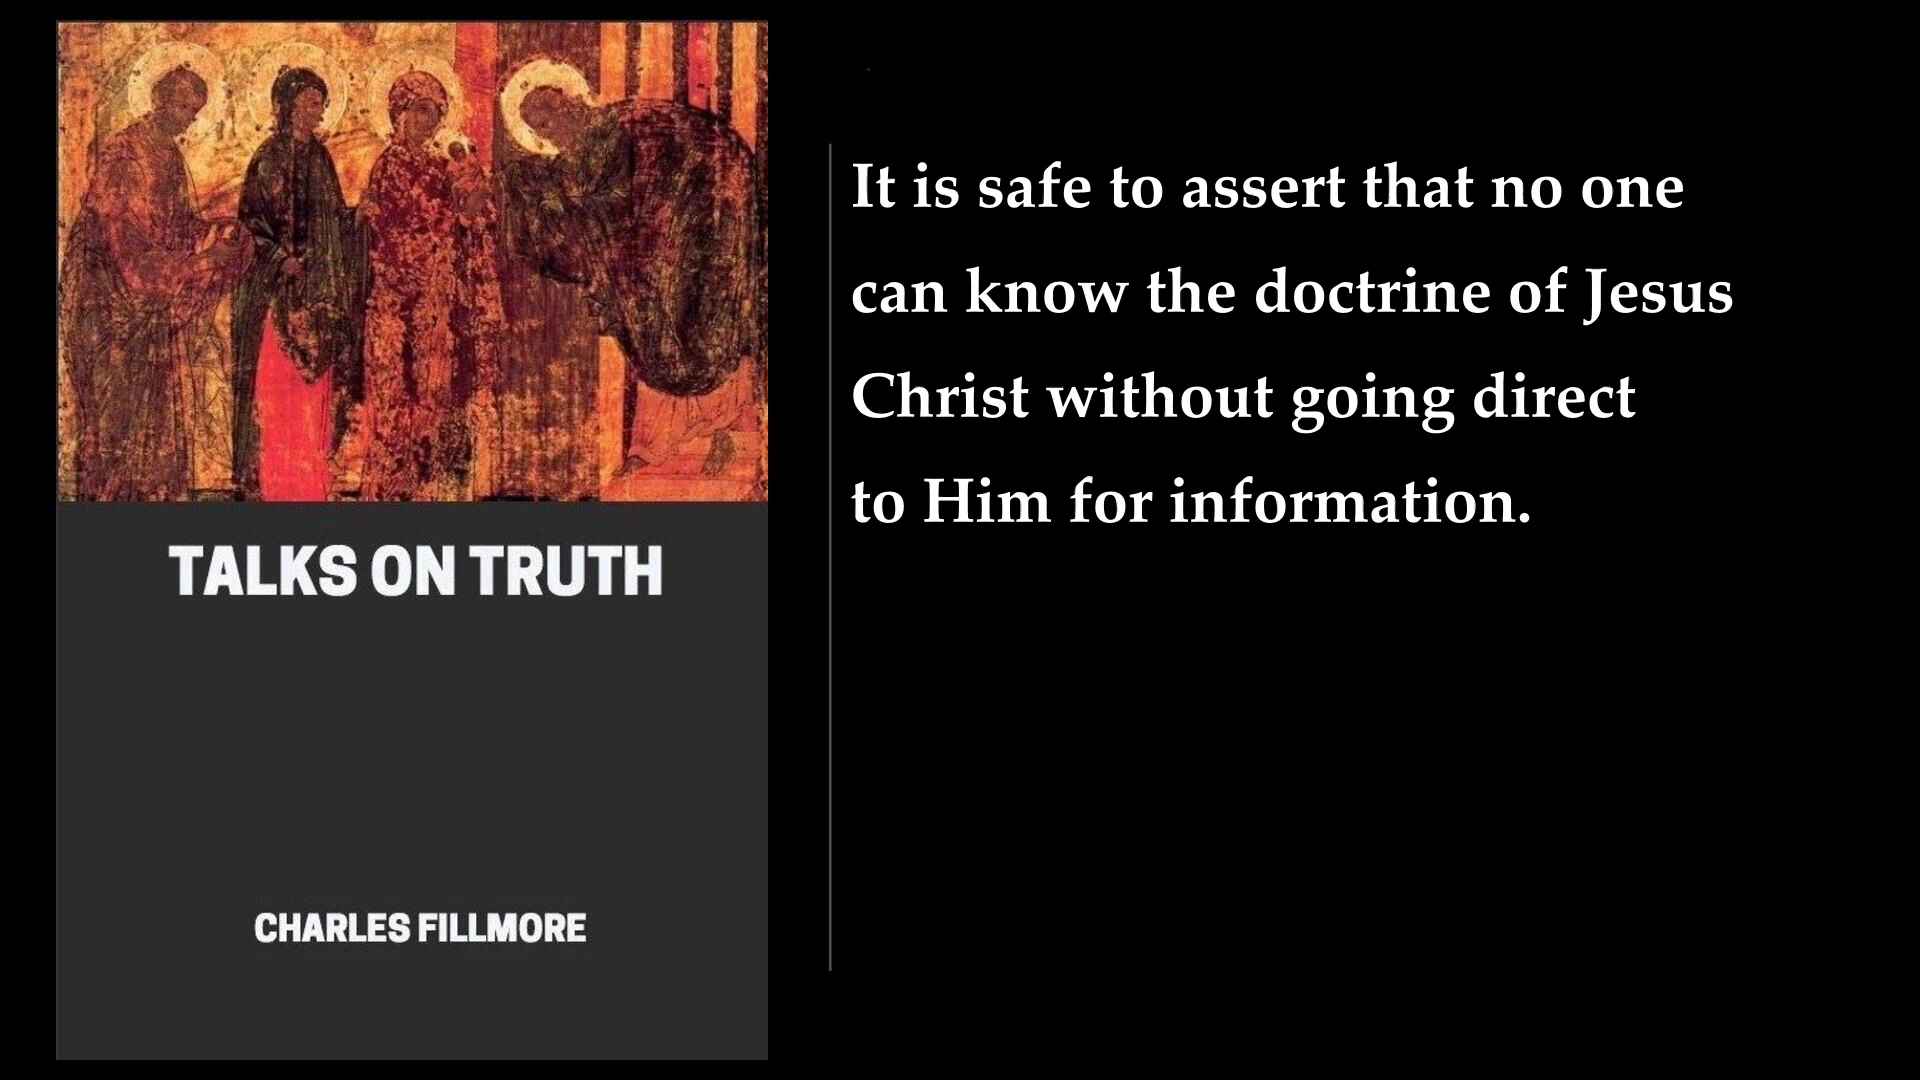 TALKS ON TRUTH
CHARLES FILLMORE
It is safe to assert that no one
can know the doctrine of Jesus
Christ without going direct
to Him for information.